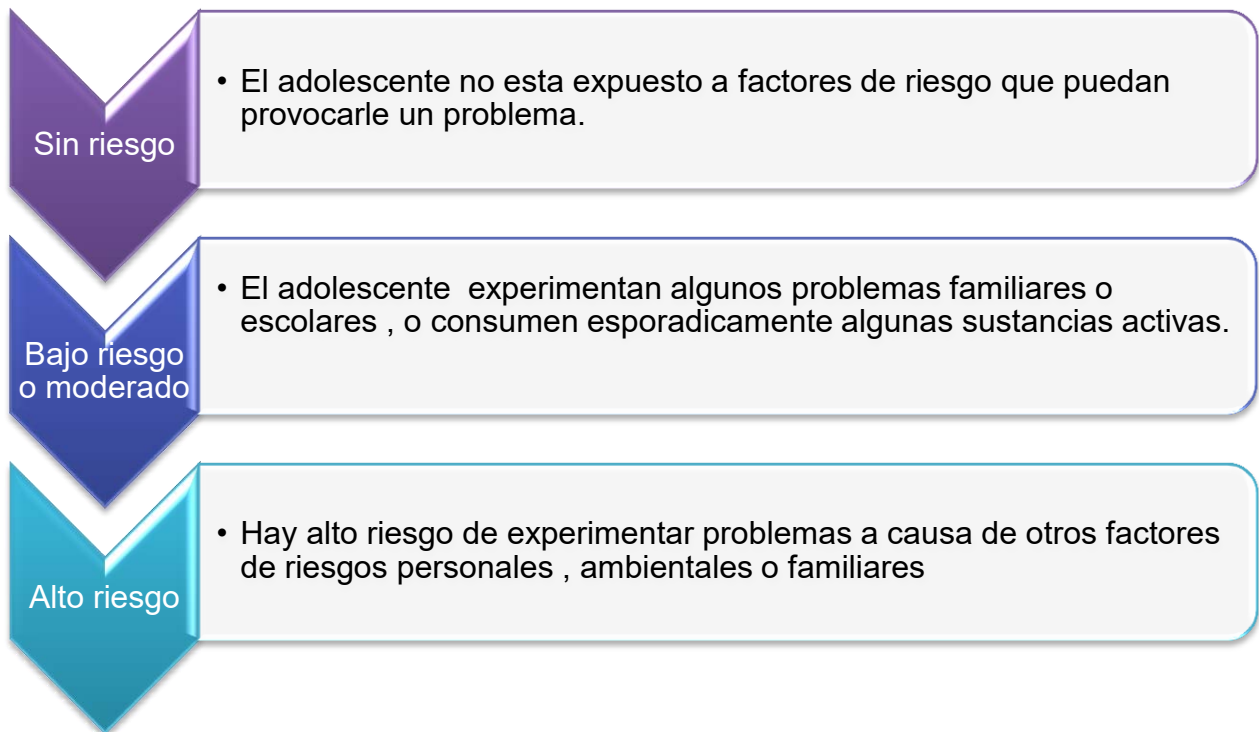 Sin riesgo
• El adolescente no esta expuesto a factores de riesgo que puedan
provocarle un problema.
Bajo riesgo
o moderado
• El adolescente  experimentan algunos problemas familiares o
escolares , o consumen esporadicamente algunas sustancias activas.
Alto riesgo
• Hay alto riesgo de experimentar problemas a causa de otros factores
de riesgos personales , ambientales o familiares